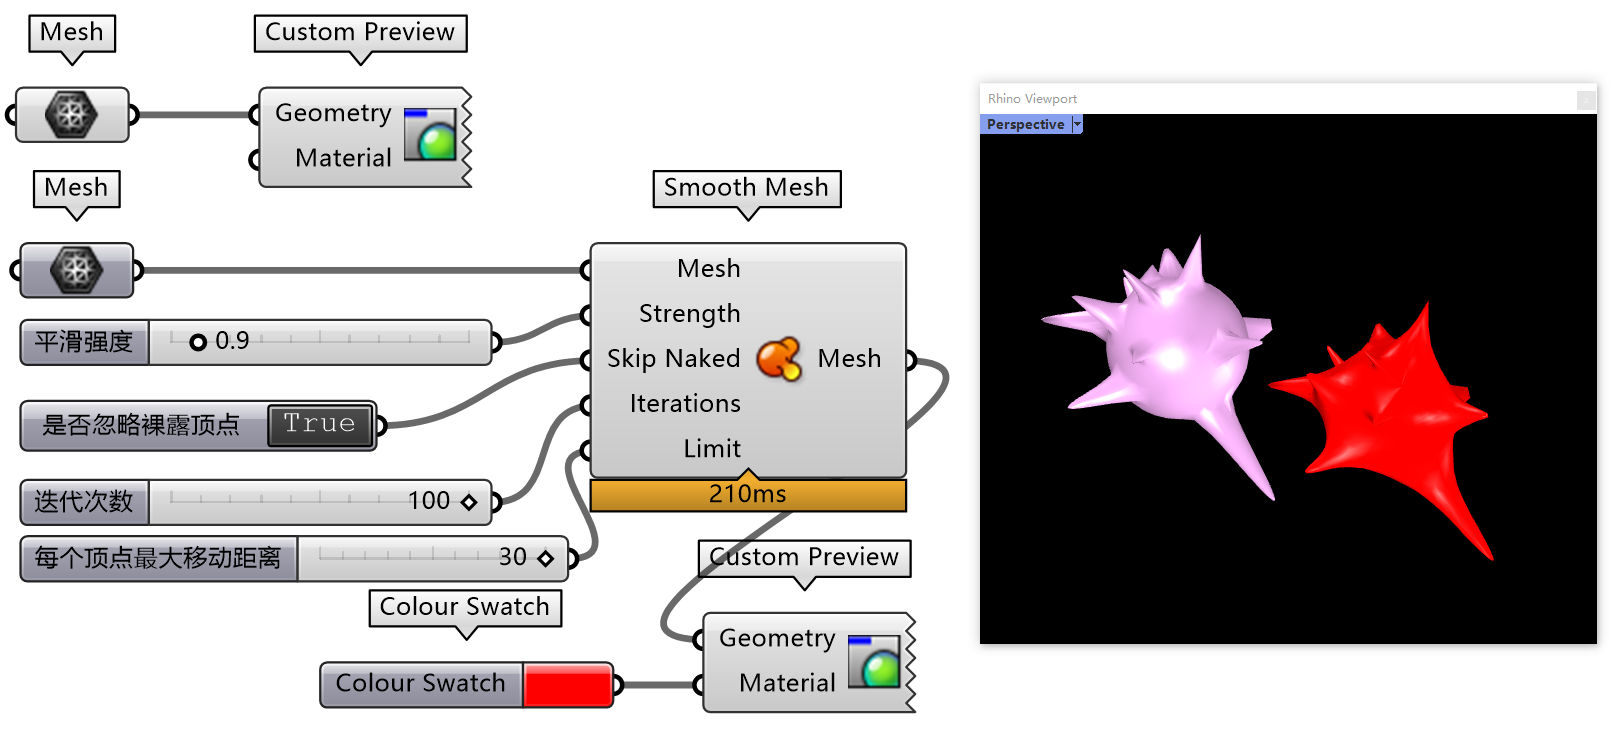 Mesh
Custom Preview
Geometry
Material
Mesh
Smooth Mesh
Mesh
Strength
Skip Naked
Iterations
Limit
Mesh
210ms
平滑强度
0.9
是否忽略裸露顶点
True
迭代次数
100
每个顶点最大移动距离
30
Colour Swatch
Colour Swatch
Custom Preview
Geometry
Material
Rhino Viewport
x
Perspective